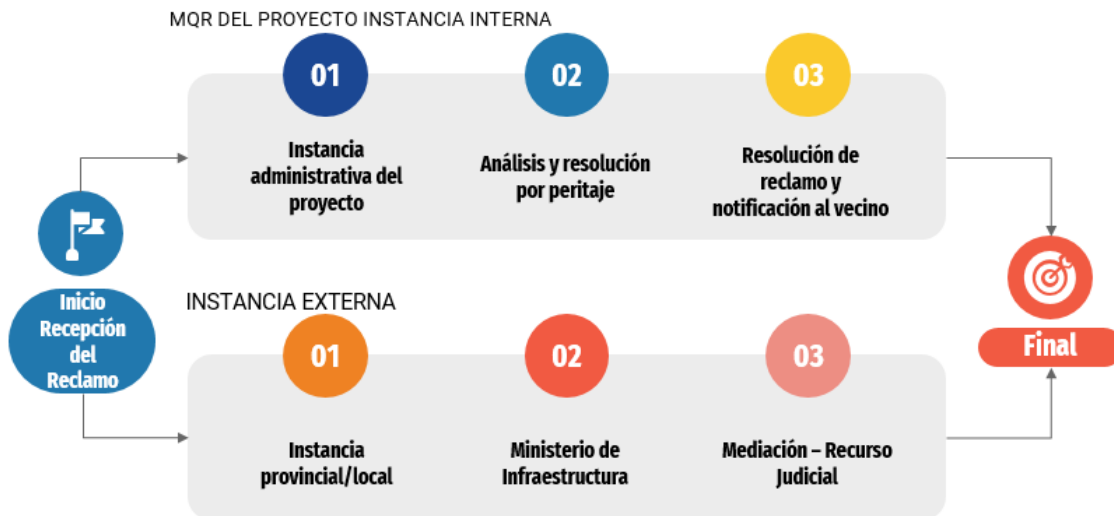 MQR DEL PROYECTO INSTANCIA INTERNA
01
02
03
Instancia
administrativa del
proyecto
Análisis y resolución
por peritaje
Resolución de
reclamo y
notificación al vecino
Inicio
Recepción
del
Reclamo
INSTANCIA EXTERNA
01
02
03
Instancia
provincial/local
Ministerio de
Infraestructura
Mediación – Recurso
Judicial
Final